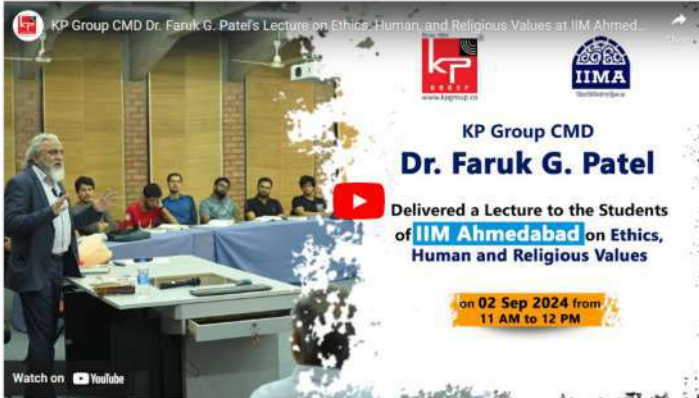 KP Group CMD Dr. Faruk G. Patel's Lecture on Ethics, Human, and Religious Values at IIM Ahmed...
Share
kp
GROUP
www.kpgroup.co
IIMA
KP Group CMD
Dr. Faruk G. Patel
Delivered a Lecture to the Students
of IIM Ahmedabad on Ethics,
Human and Religious Values
on 02 Sep 2024 from
11 AM to 12 PM
Watch on YouTube